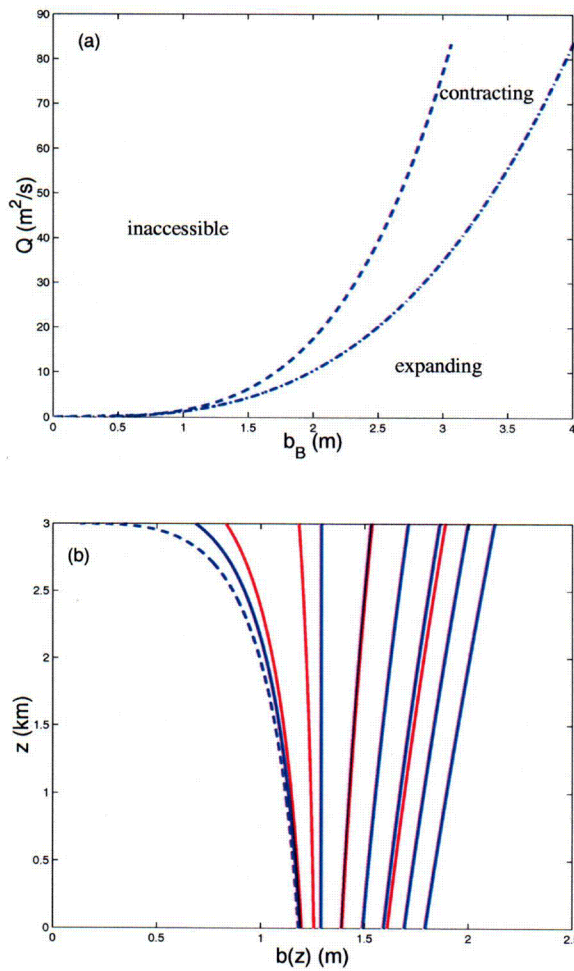 (a)
90
80
70
60
50
40
30
20
10
0
Q (m²/s)
contracting
inaccessible
expanding
0 0.5 1 1.5 2 2.5 3 3.5 4
b_B (m)
(b)
3
2.5
2
1.5
1
0.5
0
z (km)
0 0.5 1 1.5 2 2.5
b(z) (m)